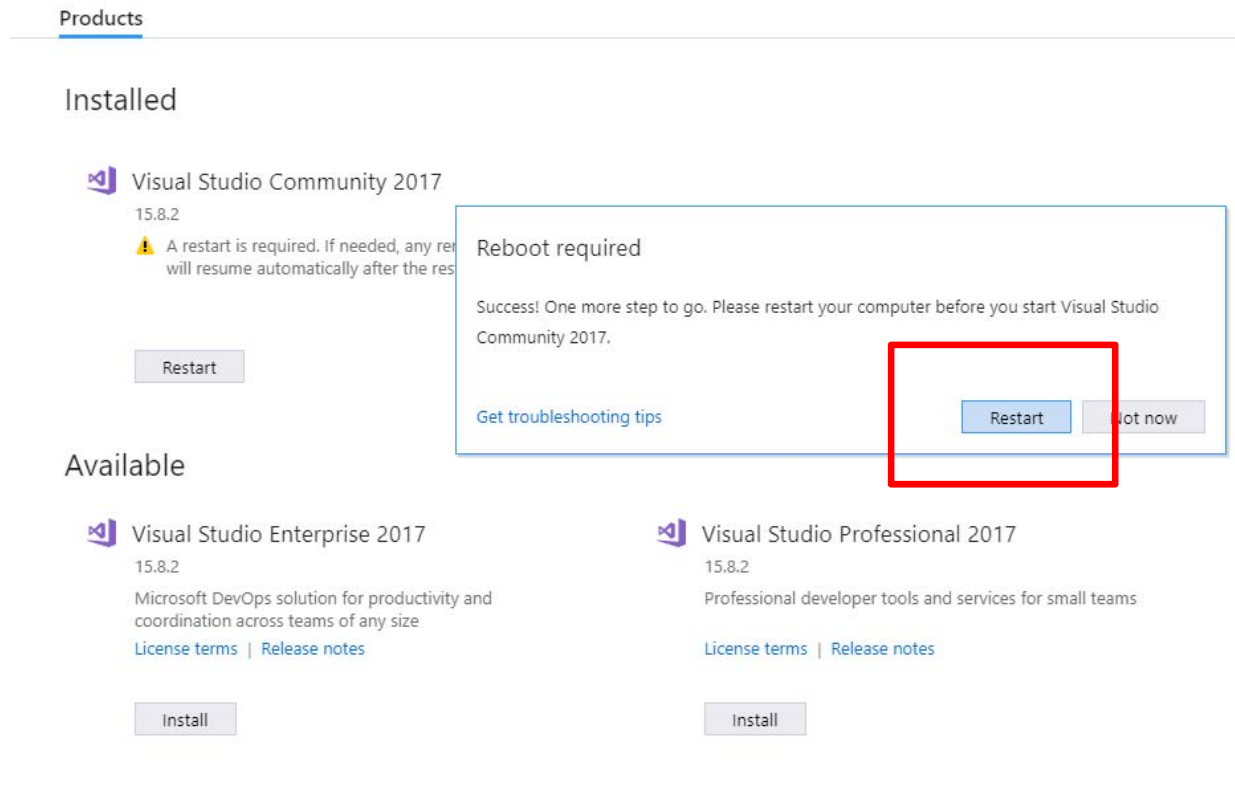 Products
Installed
Visual Studio Community 2017
15.8.2
A restart is required. If needed, any
will resume automatically after the
Restart
Reboot required
Success! One more step to go. Please restart your computer before you start Visual Studio
Community 2017.
Get troubleshooting tips
Restart
Not now
Available
Visual Studio Enterprise 2017
15.8.2
Microsoft DevOps solution for productivity and
coordination across teams of any size
License terms | Release notes
Install
Visual Studio Professional 2017
15.8.2
Professional developer tools and services for small teams
License terms | Release notes
Install